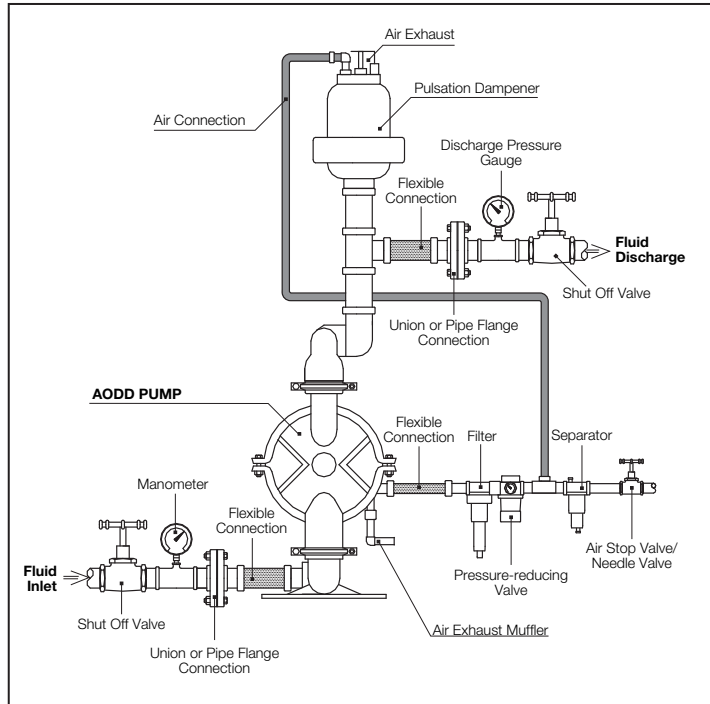 Air Exhaust
Pulsation Dampener
Air Connection
Discharge Pressure
Gauge
Flexible
Connection
Fluid
Discharge
Shut Off Valve
Union or Pipe Flange
Connection
AODD PUMP
Flexible
Connection
Filter
Separator
Manometer
Flexible
Connection
Air Stop Valve/
Needle Valve
Fluid
Inlet
Pressure-reducing
Valve
Shut Off Valve
Air Exhaust Muffler
Union or Pipe Flange
Connection